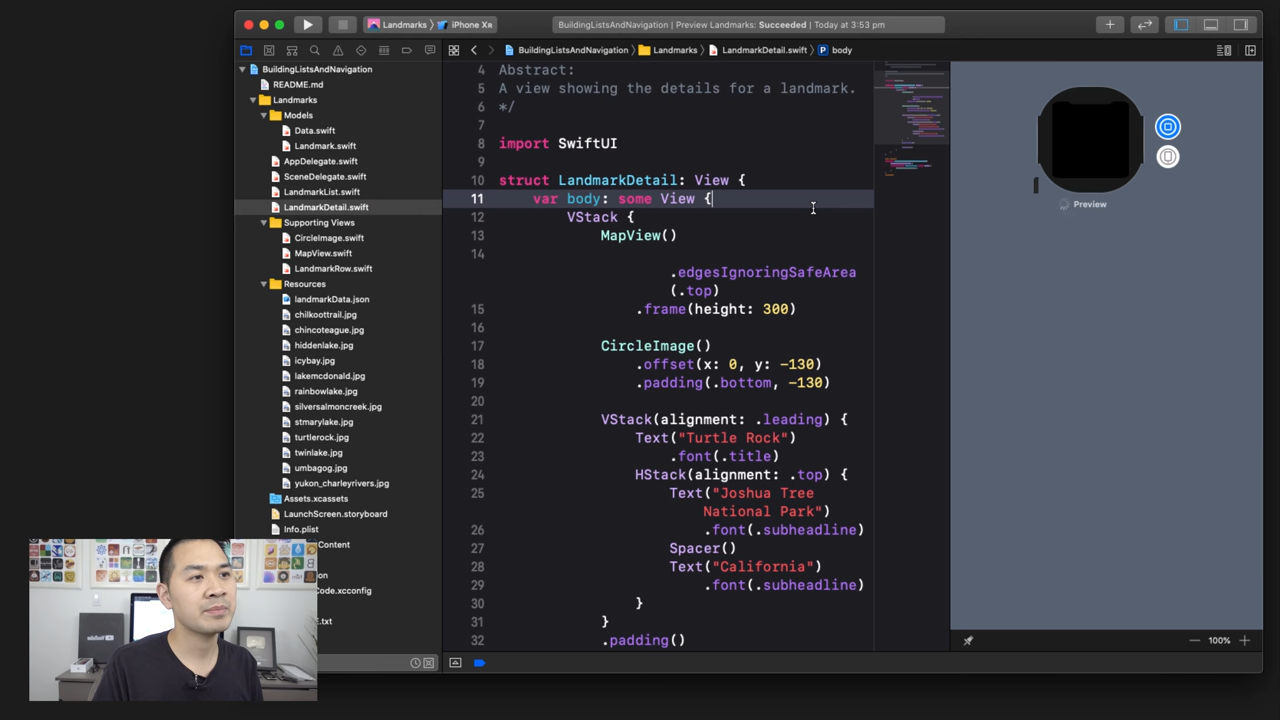 Landmarks 〉 iPhone Xʀ
BuildingListsAndNavigation | Preview Landmarks: Succeeded | Today at 3:53 pm
BuildingListsAndNavigation 〉 Landmarks 〉 LandmarkDetail.swift 〉 P body
BuildingListsAndNavigation
README.md
Landmarks
Models
Data.swift
Landmark.swift
AppDelegate.swift
SceneDelegate.swift
LandmarkList.swift
LandmarkDetail.swift
Supporting Views
CircleImage.swift
MapView.swift
LandmarkRow.swift
Resources
landmarkData.json
chilkoottrail.jpg
chincoteague.jpg
hiddenlake.jpg
icybay.jpg
lakemcdonald.jpg
rainbowlake.jpg
silversalmoncreek.jpg
stmarylake.jpg
turtlerock.jpg
twinlake.jpg
umbagog.jpg
yukon_charleyrivers.jpg
Assets.xcassets
LaunchScreen.storyboard
Info.plist
Content
on
Code.xcconfig
E.txt
4 Abstract:
5 A view showing the details for a landmark.
6 */
7
8 import SwiftUI
9
10 struct LandmarkDetail: View {
11 var body: some View {
12 VStack {
13 MapView()
14
.edgesIgnoringSafeArea
(.top)
15 .frame(height: 300)
16
17 CircleImage()
18 .offset(x: 0, y: -130)
19 .padding(.bottom, -130)
20
21 VStack(alignment: .leading) {
22 Text("Turtle Rock")
23 .font(.title)
24 HStack(alignment: .top) {
25 Text("Joshua Tree
National Park")
26 .font(.subheadline)
27 Spacer()
28 Text("California")
29 .font(.subheadline)
30 }
31 }
32 .padding()
Preview
100%